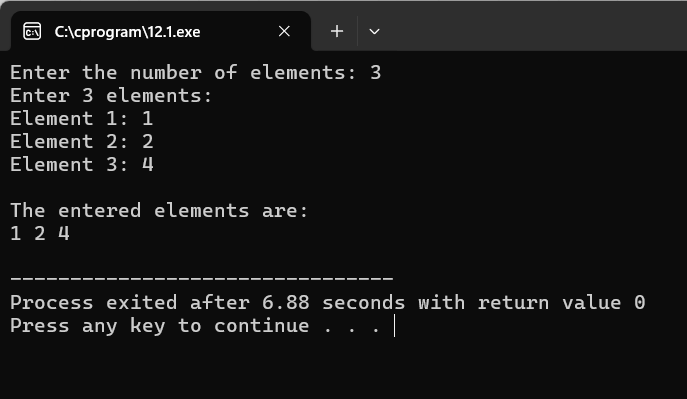 C:\cprogram\12.1.exe
Enter the number of elements: 3
Enter 3 elements:
Element 1: 1
Element 2: 2
Element 3: 4
The entered elements are:
1 2 4
--------------------------------
Process exited after 6.88 seconds with return value 0
Press any key to continue . . .